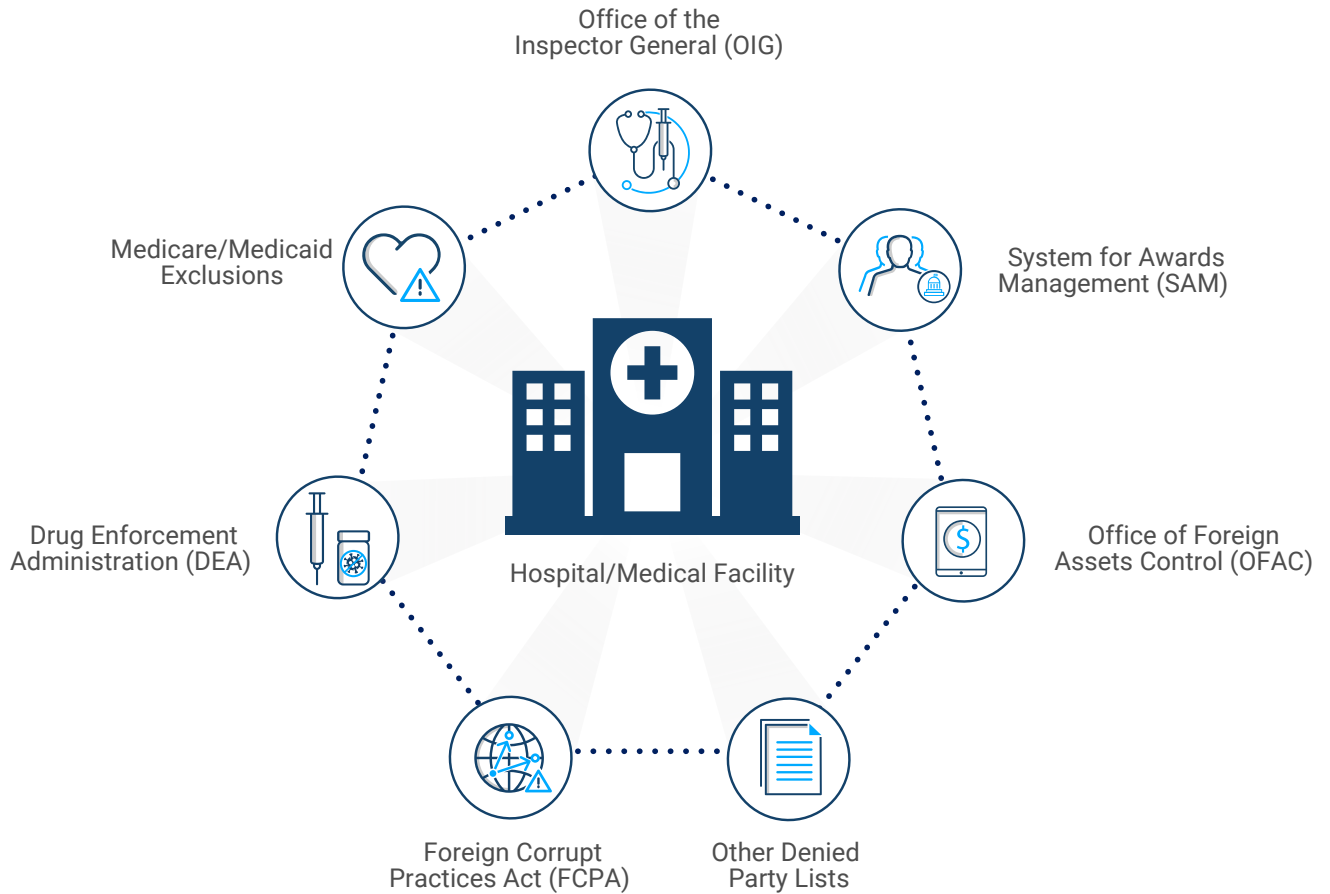 Office of the
Inspector General (OIG)
Medicare/Medicaid
Exclusions
System for Awards
Management (SAM)
Drug Enforcement
Administration (DEA)
Hospital/Medical Facility
Office of Foreign
Assets Control (OFAC)
Foreign Corrupt
Practices Act (FCPA)
Other Denied
Party Lists